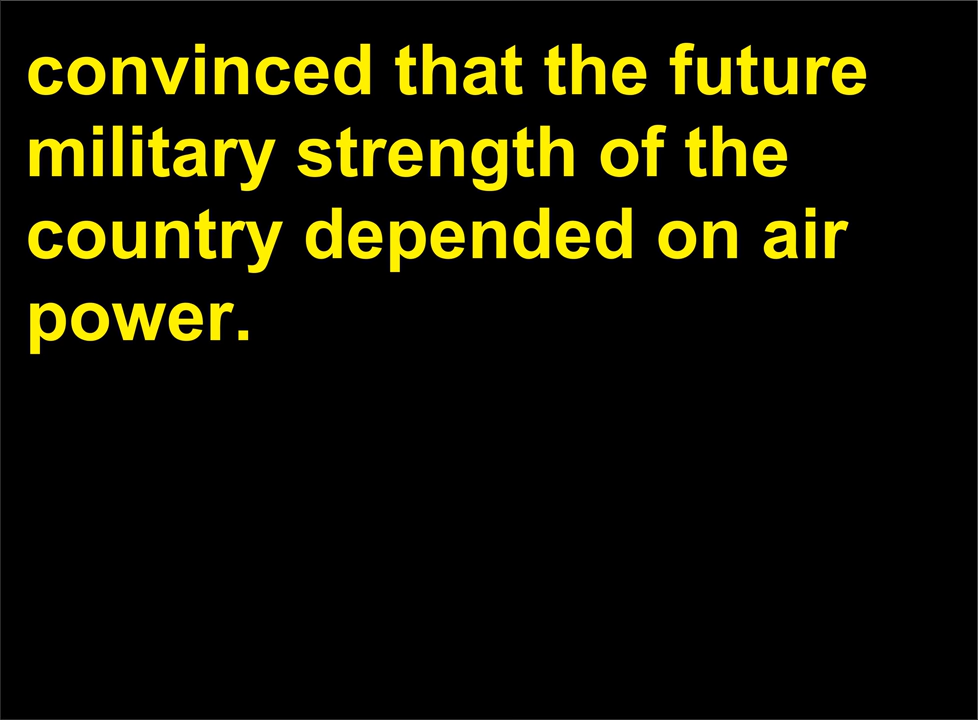 convinced that the future
military strength of the
country depended on air
power.